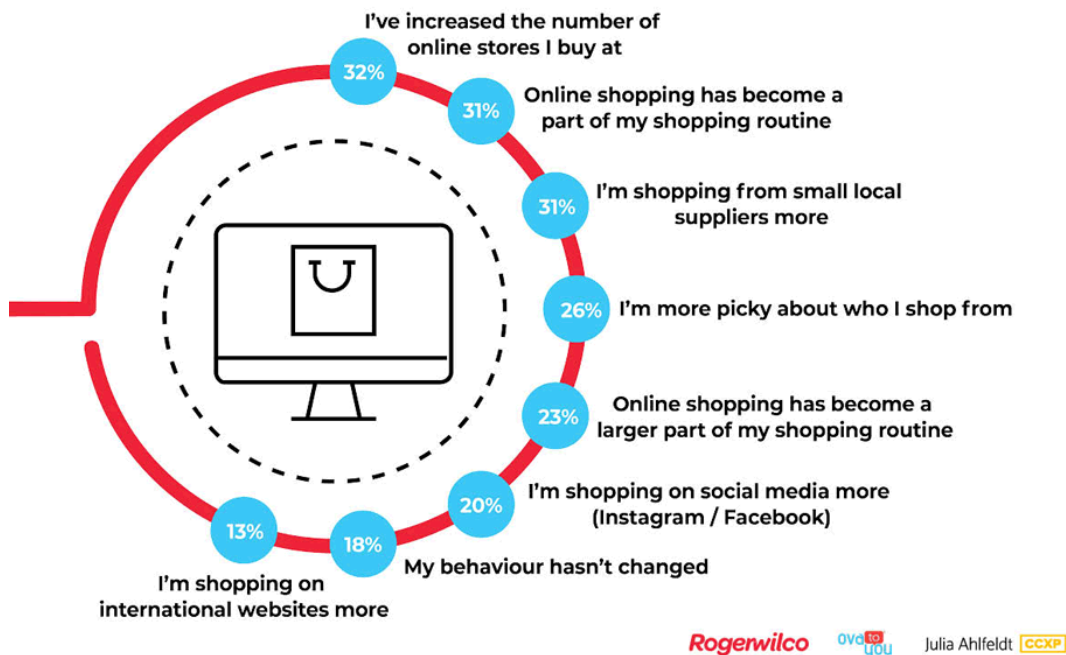 I've increased the number of
online stores I buy at
32%
Online shopping has become a
part of my shopping routine
31%
I'm shopping from small local
suppliers more
31%
I'm more picky about who I shop from
26%
Online shopping has become a
larger part of my shopping routine
23%
I'm shopping on social media more
(Instagram / Facebook)
20%
My behaviour hasn't changed
18%
I'm shopping on
international websites more
13%
Rogerwilco
ova to
you
Julia Ahlfeldt CCXP